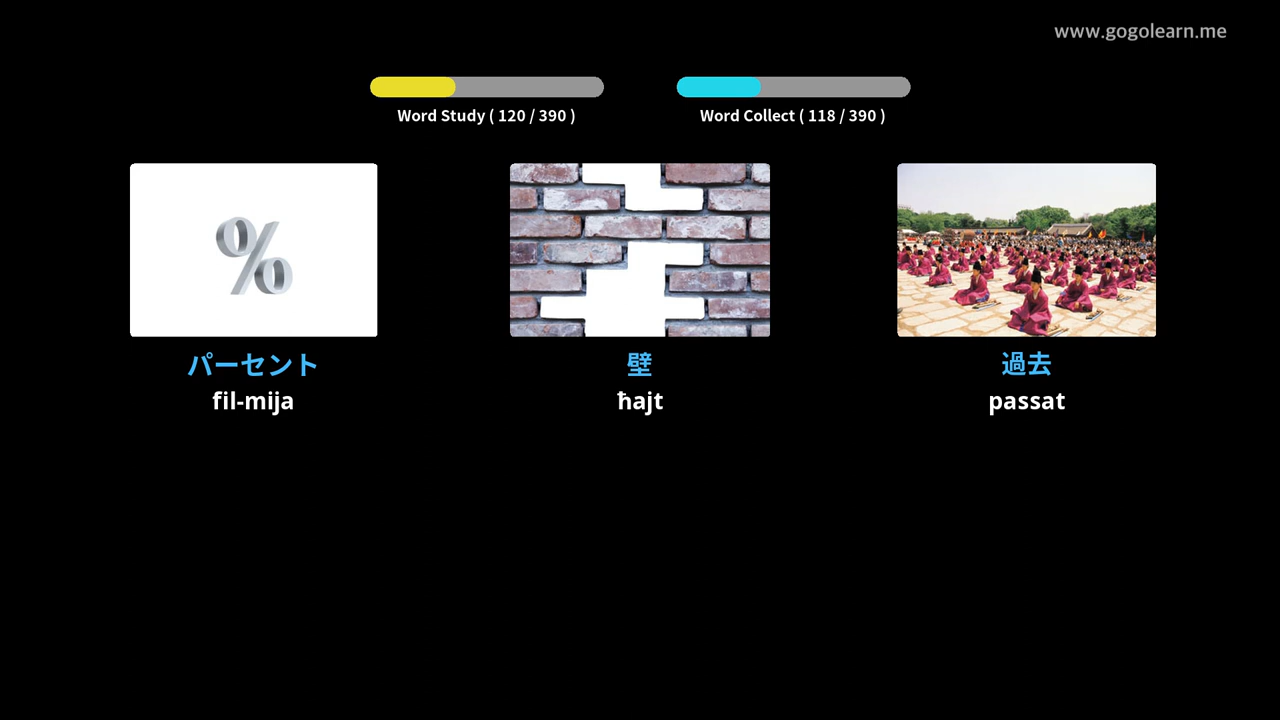 www.gogolearn.me
Word Study ( 120 / 390 )
Word Collect ( 118 / 390 )
%
パーセント
fil-mija
壁
ħajt
過去
passat